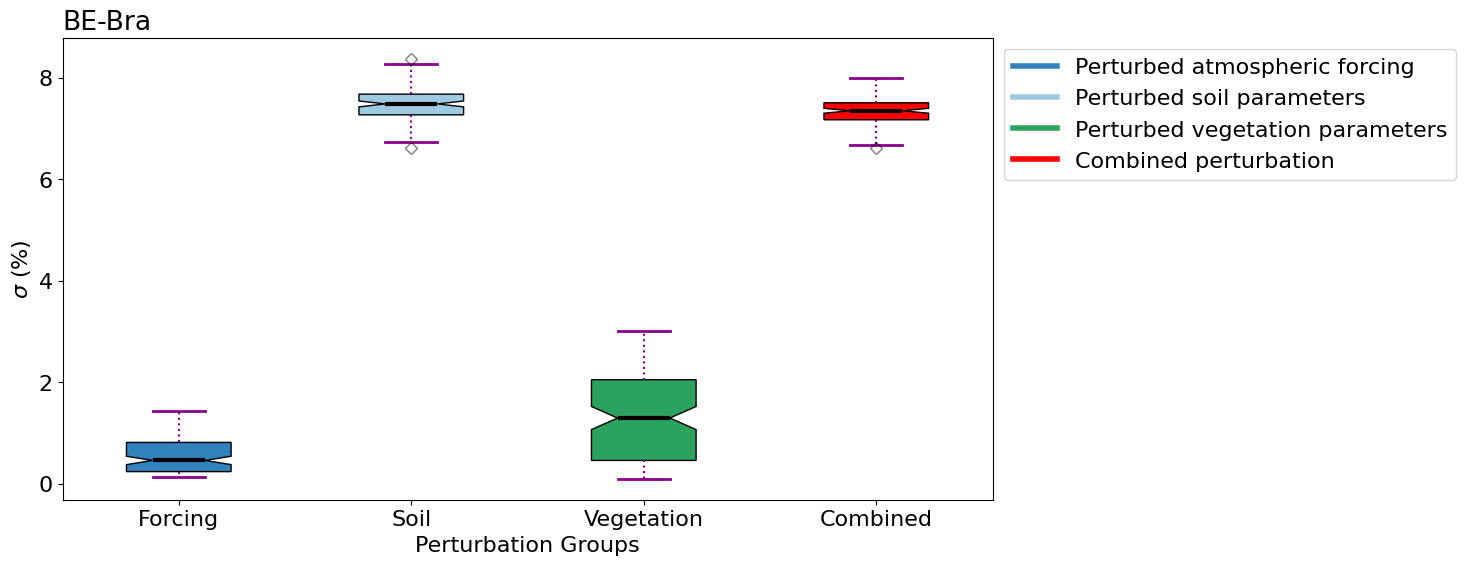 BE-Bra
8
6
4
2
0
σ (%)
Forcing
Soil
Vegetation
Combined
Perturbation Groups
Perturbed atmospheric forcing
Perturbed soil parameters
Perturbed vegetation parameters
Combined perturbation